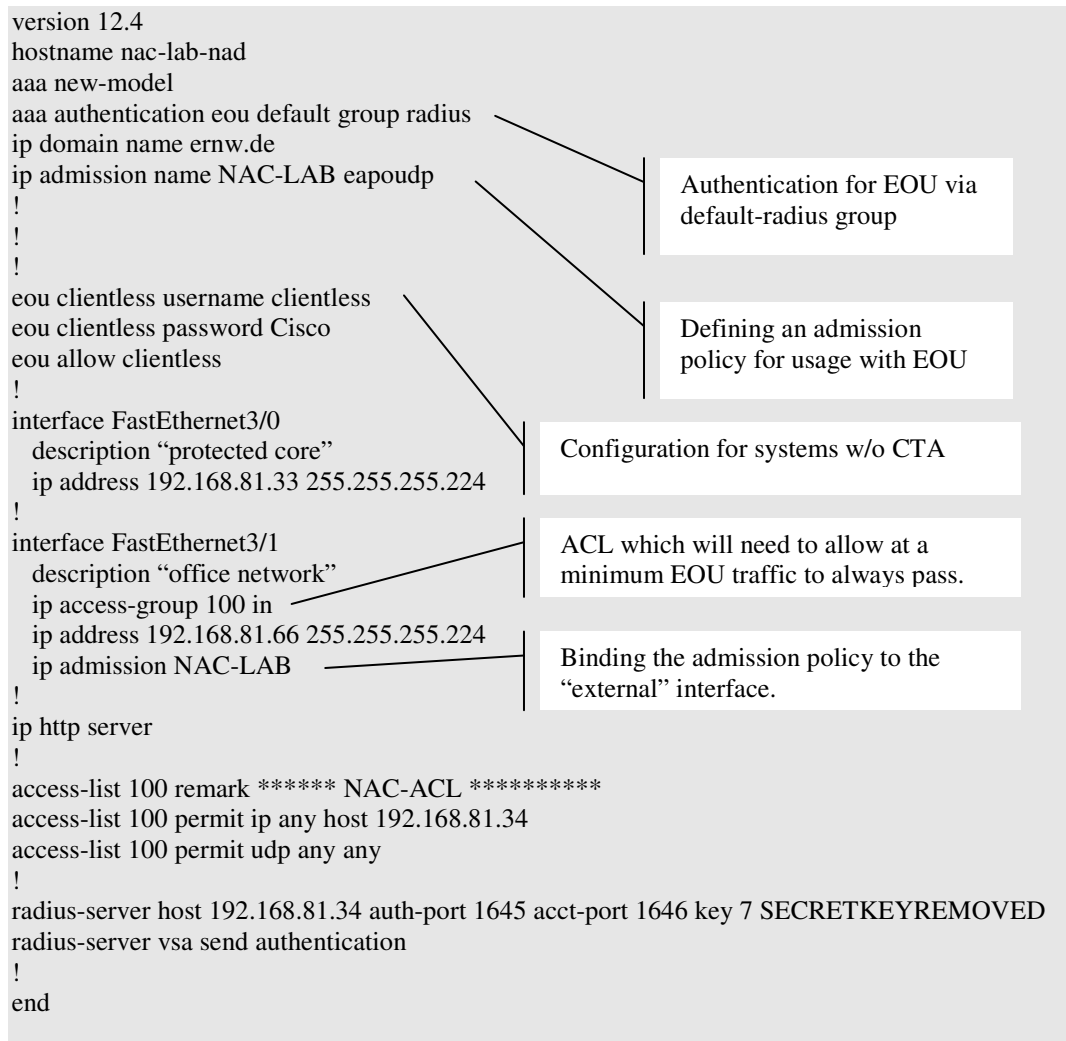 version 12.4
hostname nac-lab-nad
aaa new-model
aaa authentication eou default group radius
ip domain name ernw.de
ip admission name NAC-LAB eapoudp
!
!
!
eou clientless username clientless
eou clientless password Cisco
eou allow clientless
!
interface FastEthernet3/0
description “protected core”
ip address 192.168.81.33 255.255.255.224
!
interface FastEthernet3/1
description “office network”
ip access-group 100 in
ip address 192.168.81.66 255.255.255.224
ip admission NAC-LAB
!
ip http server
!
access-list 100 remark ****** NAC-ACL **********
access-list 100 permit ip any host 192.168.81.34
access-list 100 permit udp any any
!
radius-server host 192.168.81.34 auth-port 1645 acct-port 1646 key 7 SECRETKEYREMOVED
radius-server vsa send authentication
!
end
Authentication for EOU via
default-radius group
Defining an admission
policy for usage with EOU
Configuration for systems w/o CTA
ACL which will need to allow at a
minimum EOU traffic to always pass.
Binding the admission policy to the
“external” interface.